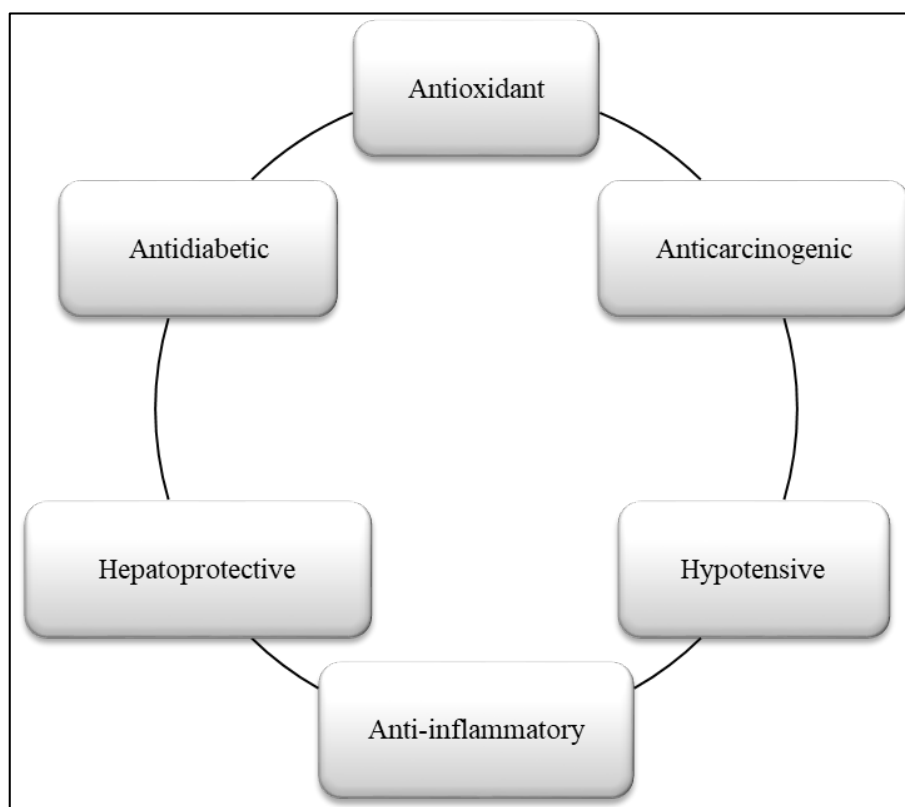 Antioxidant
Antidiabetic
Anticarcinogenic
Hepatoprotective
Hypotensive
Anti-inflammatory